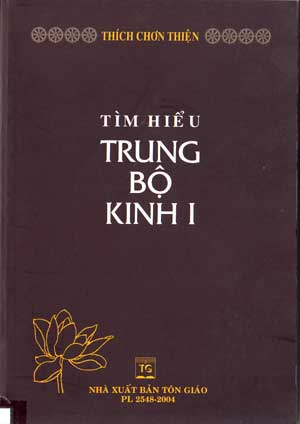 THÍCH CHƠN THIỆN
TÌM HIỂU
TRUNG
BỘ
KINH I
TG
NHÀ XUẤT BẢN TÔN GIÁO
PL 2548-2004